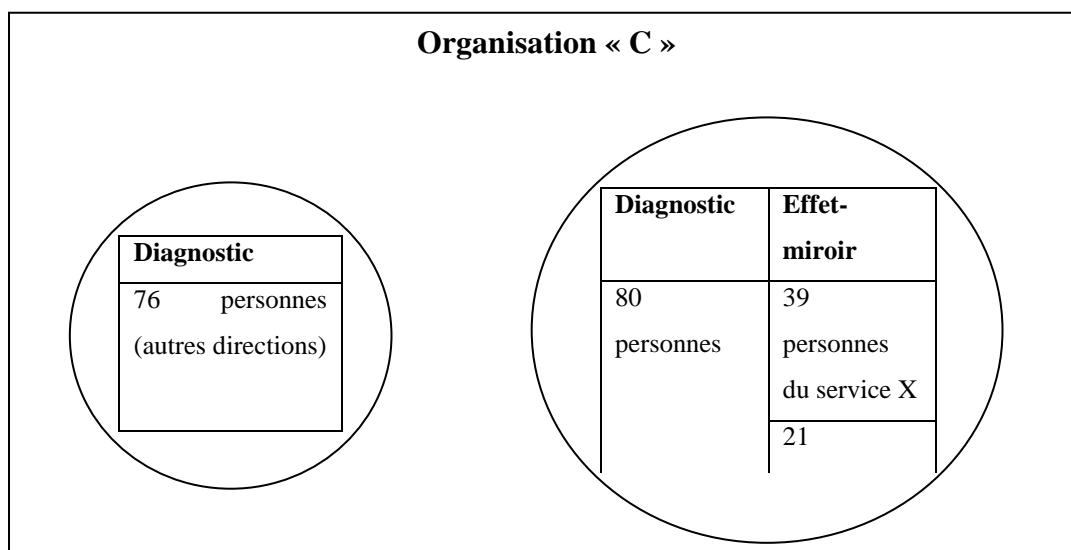 Organisation « C »
Diagnostic
76 personnes
(autres directions)
Diagnostic
80
personnes
Effet-
miroir
39
personnes
du service X
21